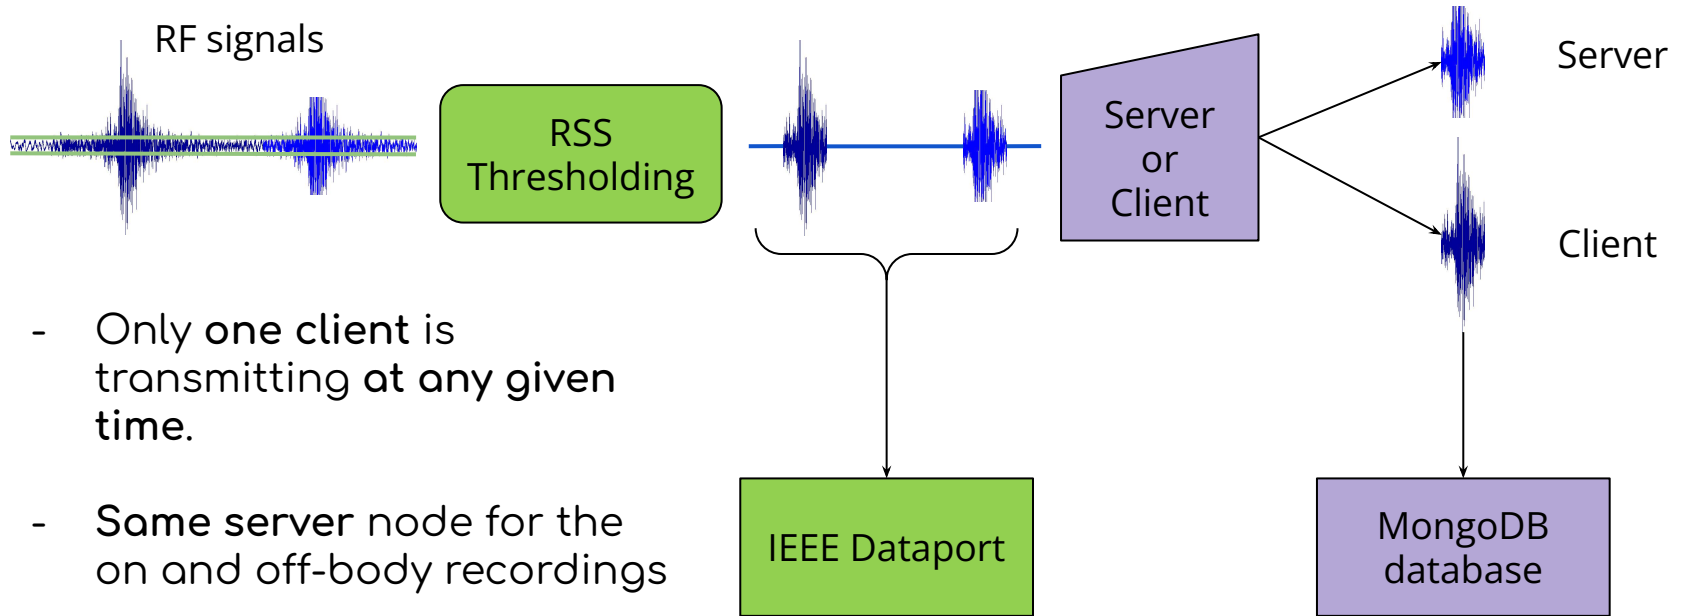 RF signals
RSS
Thresholding
Server
or
Client
Server
Client
- Only one client is
transmitting at any given
time.
- Same server node for the
on and off-body recordings
IEEE Dataport
MongoDB
database